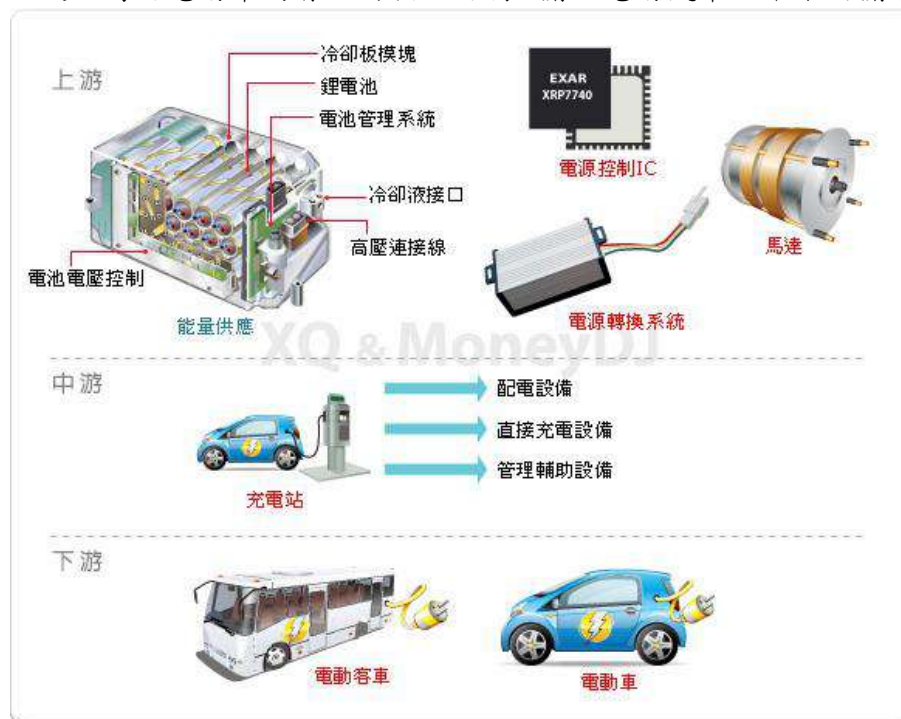 上游
冷卻板模塊
鋰電池
電池管理系統
冷卻液接口
高壓連接線
電池電壓控制
能量供應
EXAR
XRP7740
電源控制IC
馬達
電源轉換系統
XQ & MoneyDJ
中游
配電設備
直接充電設備
管理輔助設備
充電站
下游
電動客車
電動車